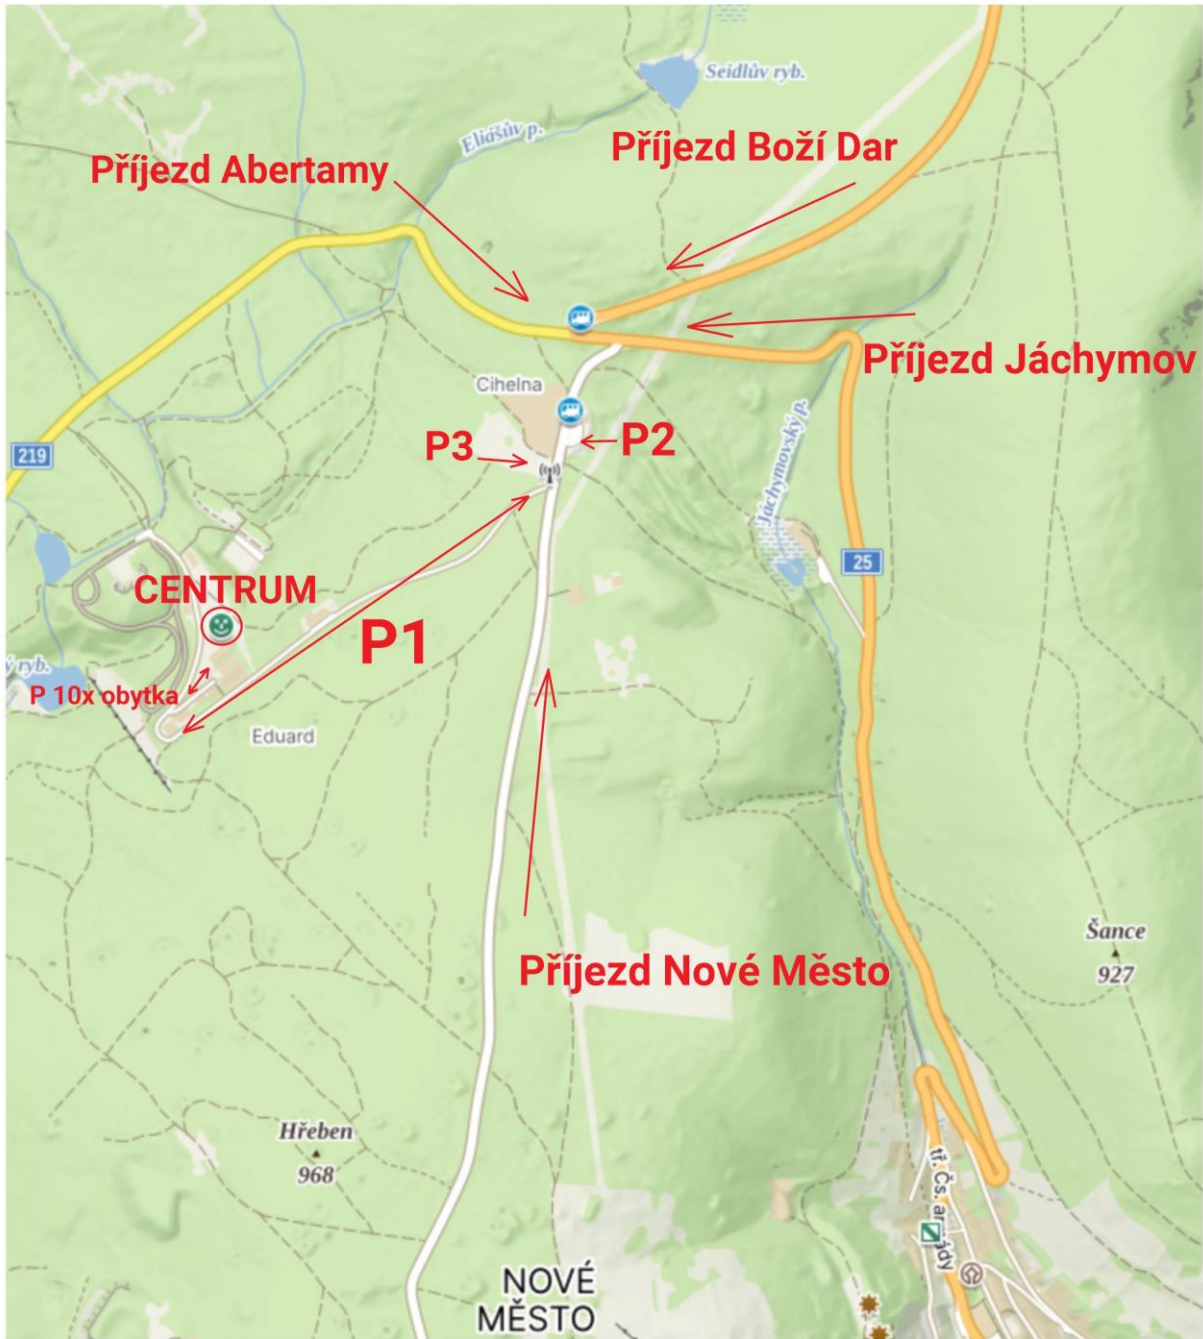 Seidlův ryb.
Eliášův p.
Příjezd Boží Dar
Příjezd Abertamy
Příjezd Jáchymov
Cihelna
P3
P2
219
Jáchymovský p.
25
CENTRUM
P1
ý ryb.
P 10x obytka
Eduard
Příjezd Nové Město
Šance
927
Hřeben
968
tř. Čs. armády
NOVÉ
MĚSTO